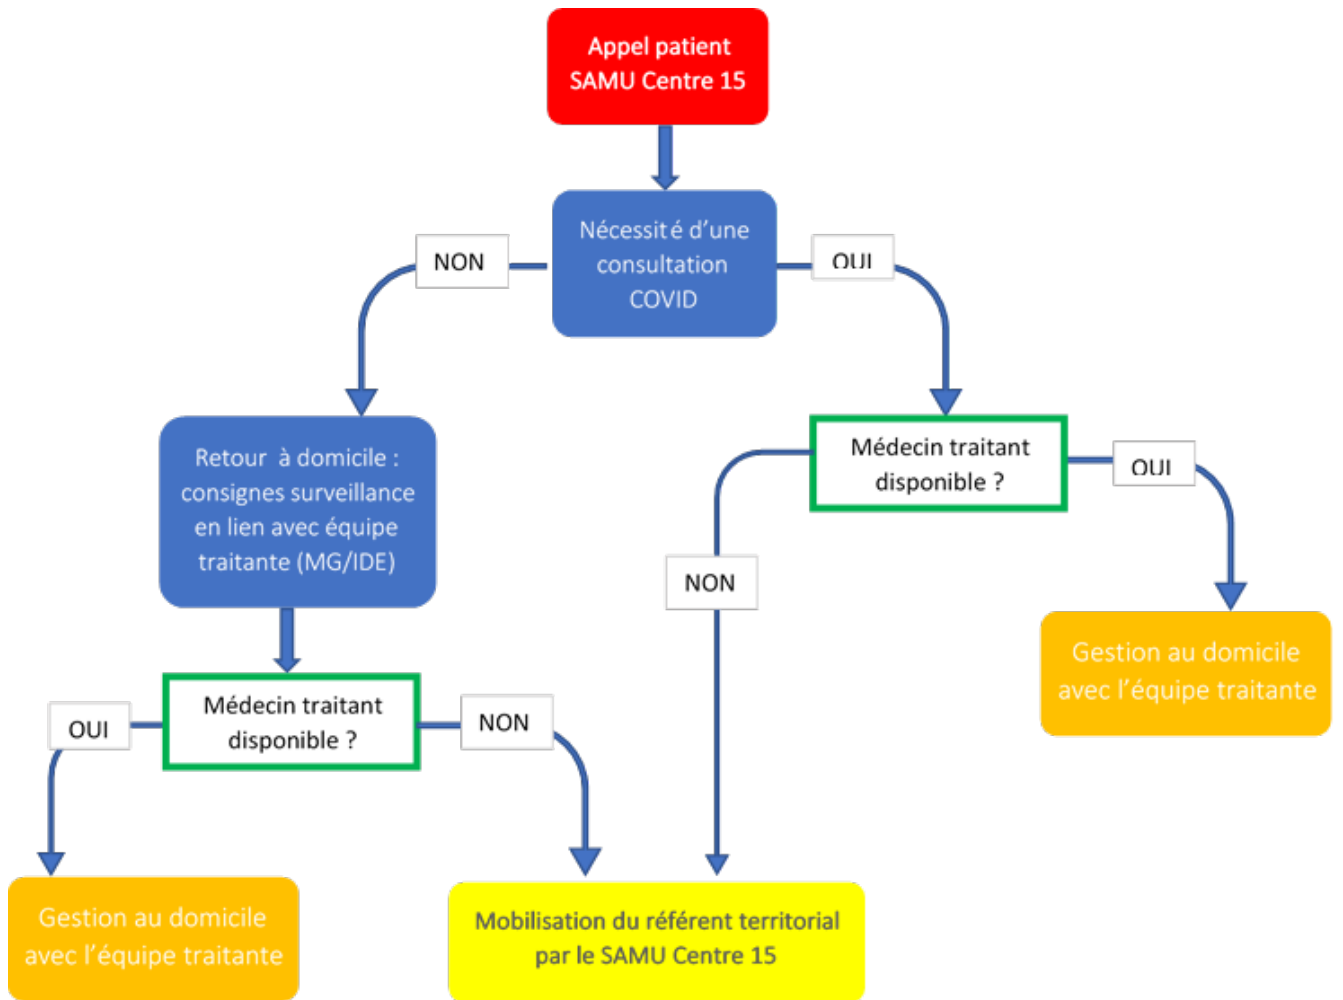 Appel patient
SAMU Centre 15
Nécessité d'une
consultation
COVID
NON
OUI
Retour à domicile :
consignes surveillance
en lien avec équipe
traitante (MG/IDE)
Médecin traitant
disponible ?
OUI
NON
Gestion au domicile
avec l'équipe traitante
Médecin traitant
disponible ?
OUI
NON
Gestion au domicile
avec l'équipe traitante
Mobilisation du référent territorial
par le SAMU Centre 15